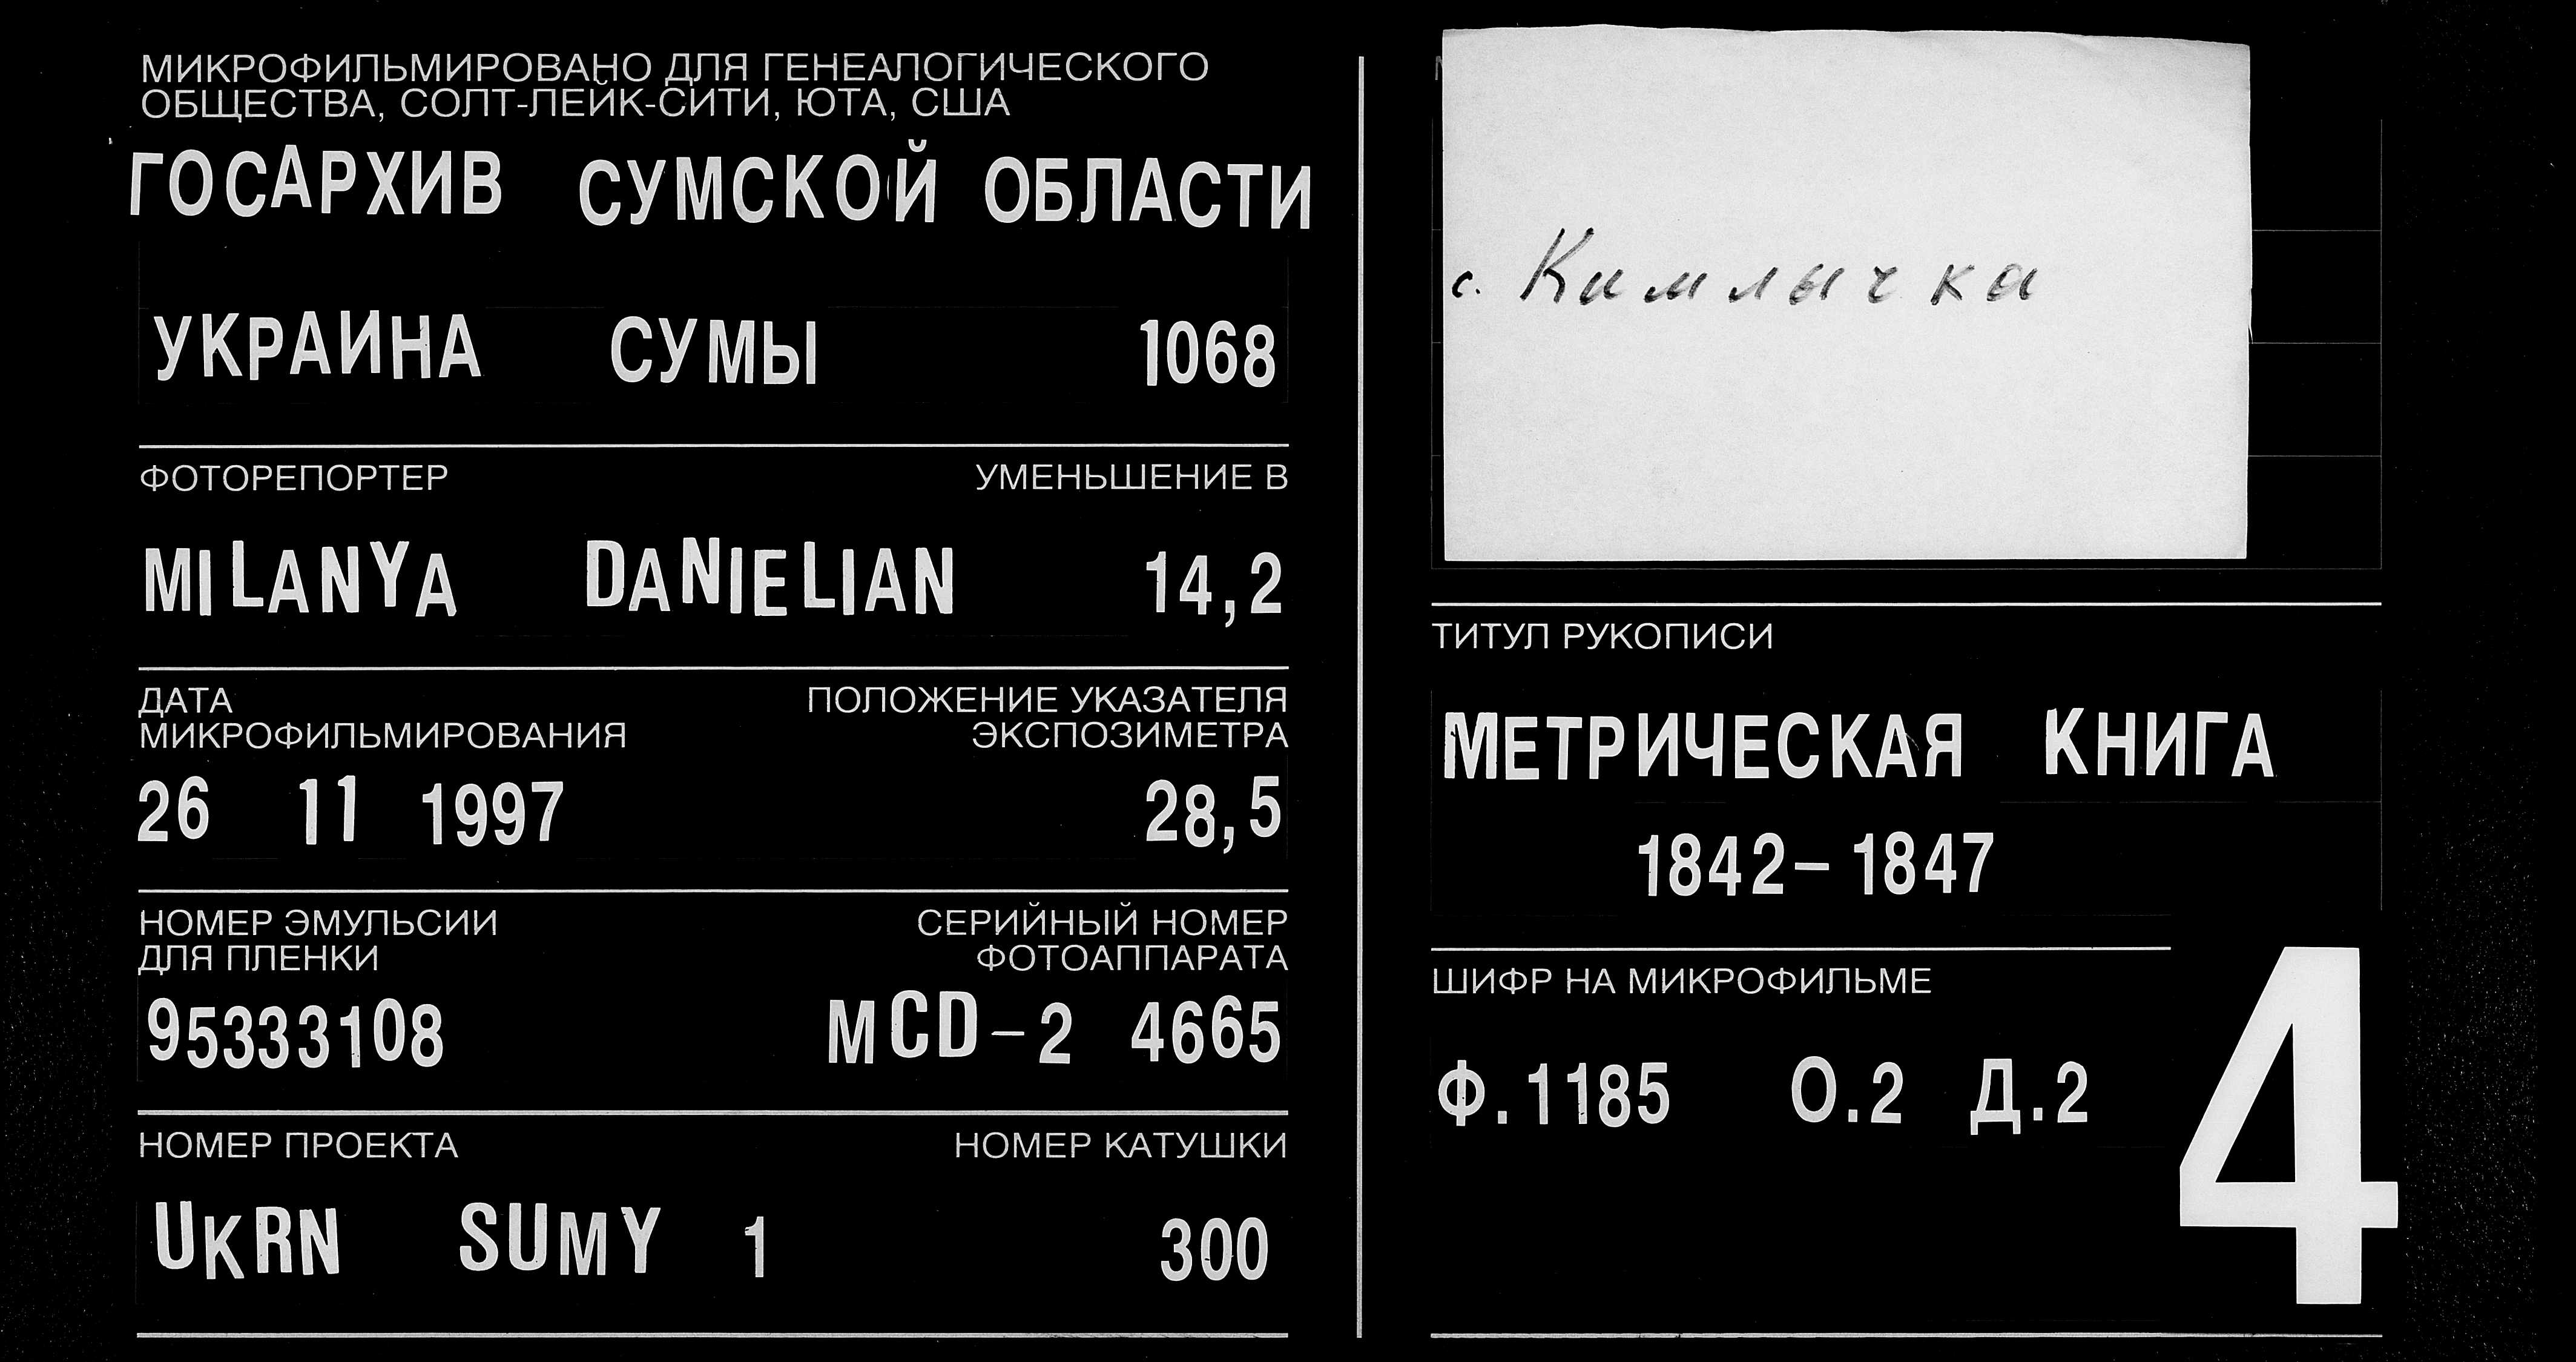 МИКРОФИЛЬМИРОВАНО ДЛЯ ГЕНЕАЛОГИЧЕСКОГО
ОБЩЕСТВА, СОЛТ-ЛЕЙК-СИТИ, ЮТА, США
ГОСАРХИВ СУМСКОЙ ОБЛАСТИ
УКРАИНА СУМЫ 1068
ФОТОРЕПОРТЕР УМЕНЬШЕНИЕ В
MILANYA DANIELIAN 14,2
ДАТА
МИКРОФИЛЬМИРОВАНИЯ
ПОЛОЖЕНИЕ УКАЗАТЕЛЯ
ЭКСПОЗИМЕТРА
26 11 1997 28,5
НОМЕР ЭМУЛЬСИИ
ДЛЯ ПЛЕНКИ
СЕРИЙНЫЙ НОМЕР
ФОТОАППАРАТА
95333108 MCD-2 4665
НОМЕР ПРОЕКТА НОМЕР КАТУШКИ
UKRN SUMY 1 300
с. Кимлычка
ТИТУЛ РУКОПИСИ
МЕТРИЧЕСКАЯ КНИГА
1842-1847
ШИФР НА МИКРОФИЛЬМЕ
Ф.1185 О.2 Д.2
4